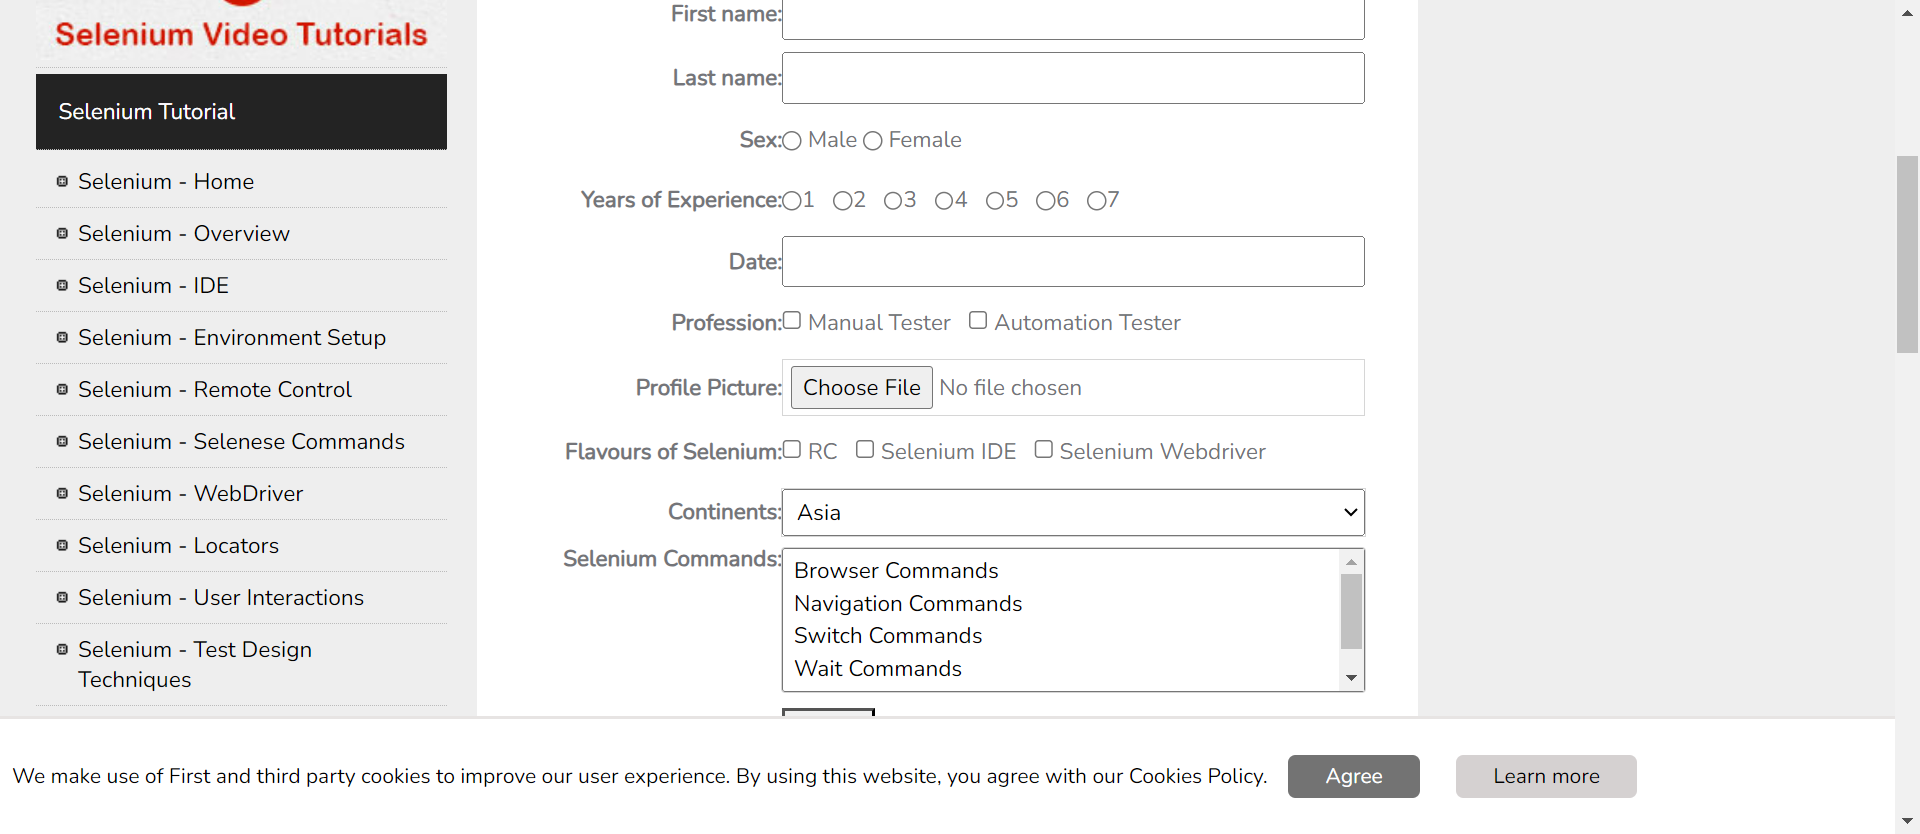 Selenium Video Tutorials
Selenium Tutorial
Selenium - Home
Selenium - Overview
Selenium - IDE
Selenium - Environment Setup
Selenium - Remote Control
Selenium - Selenese Commands
Selenium - WebDriver
Selenium - Locators
Selenium - User Interactions
Selenium - Test Design
Techniques
First name:
Last name:
Sex: Male Female
Years of Experience: 1 2 3 4 5 6 7
Date:
Profession: Manual Tester Automation Tester
Profile Picture: Choose File No file chosen
Flavours of Selenium: RC Selenium IDE Selenium Webdriver
Continents: Asia
Selenium Commands: Browser Commands
Navigation Commands
Switch Commands
Wait Commands
We make use of First and third party cookies to improve our user experience. By using this website, you agree with our Cookies Policy. Agree Learn more